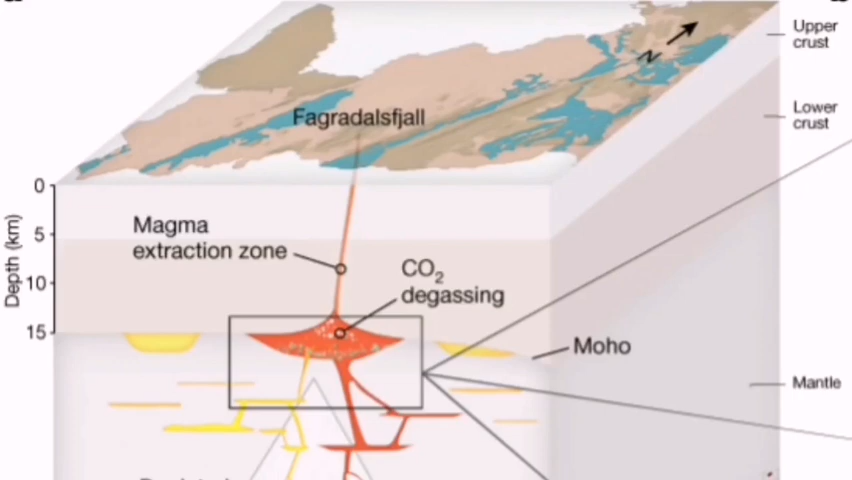 Upper
crust
N
Lower
crust
Fagradalsfjall
0
5
10
15
Depth (km)
Magma
extraction zone
CO₂
degassing
Moho
Mantle